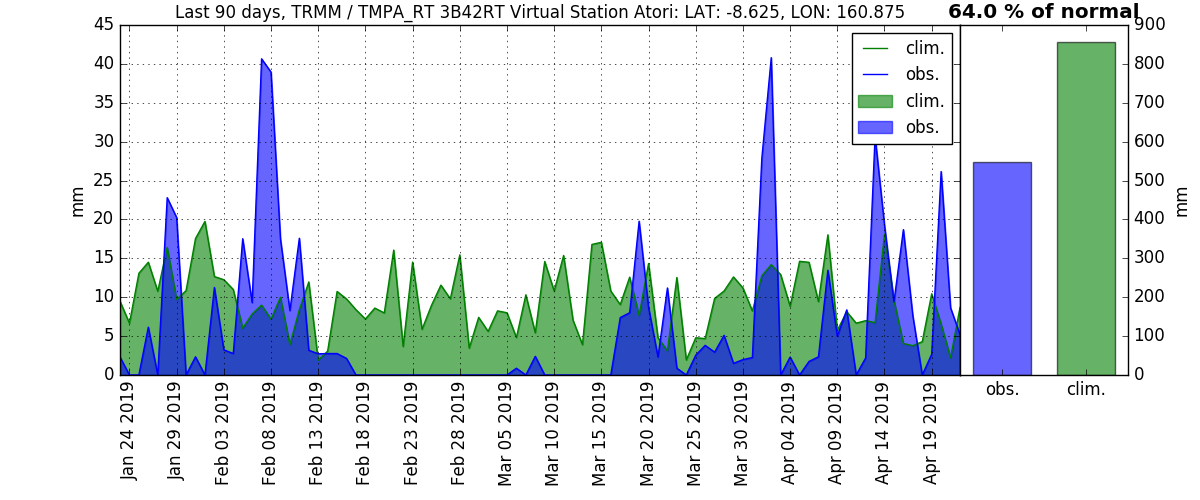 Last 90 days, TRMM / TMPA_RT 3B42RT Virtual Station Atori: LAT: -8.625, LON: 160.875
64.0 % of normal
45
40
35
30
25
20
15
10
5
0
mm
clim.
obs.
clim.
obs.
900
800
700
600
500
400
300
200
100
0
mm
Jan 24 2019
Jan 29 2019
Feb 03 2019
Feb 08 2019
Feb 13 2019
Feb 18 2019
Feb 23 2019
Feb 28 2019
Mar 05 2019
Mar 10 2019
Mar 15 2019
Mar 20 2019
Mar 25 2019
Mar 30 2019
Apr 04 2019
Apr 09 2019
Apr 14 2019
Apr 19 2019
obs.
clim.